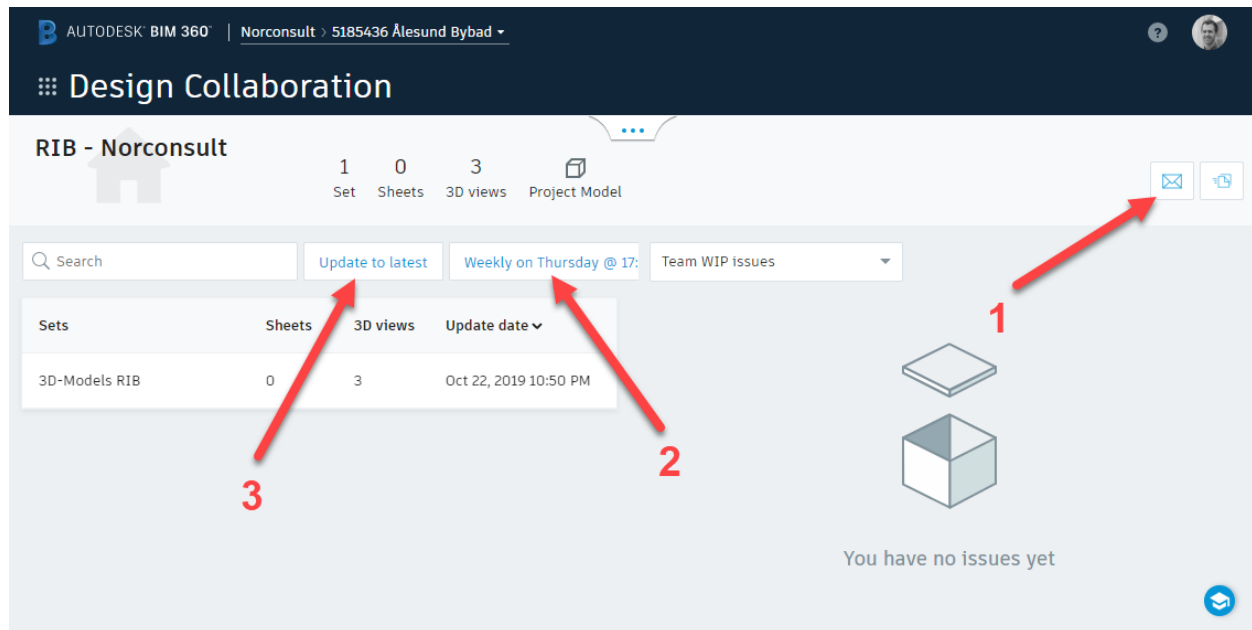 AUTODESK® BIM 360™ | Norconsult > 5185436 Ålesund Bybad
?
Design Collaboration
RIB - Norconsult
1 0 3
Set Sheets 3D views Project Model
Search Update to latest Weekly on Thursday @ 17: Team WIP issues
1
Sets Sheets 3D views Update date
3D-Models RIB 0 3 Oct 22, 2019 10:50 PM
2
3
You have no issues yet